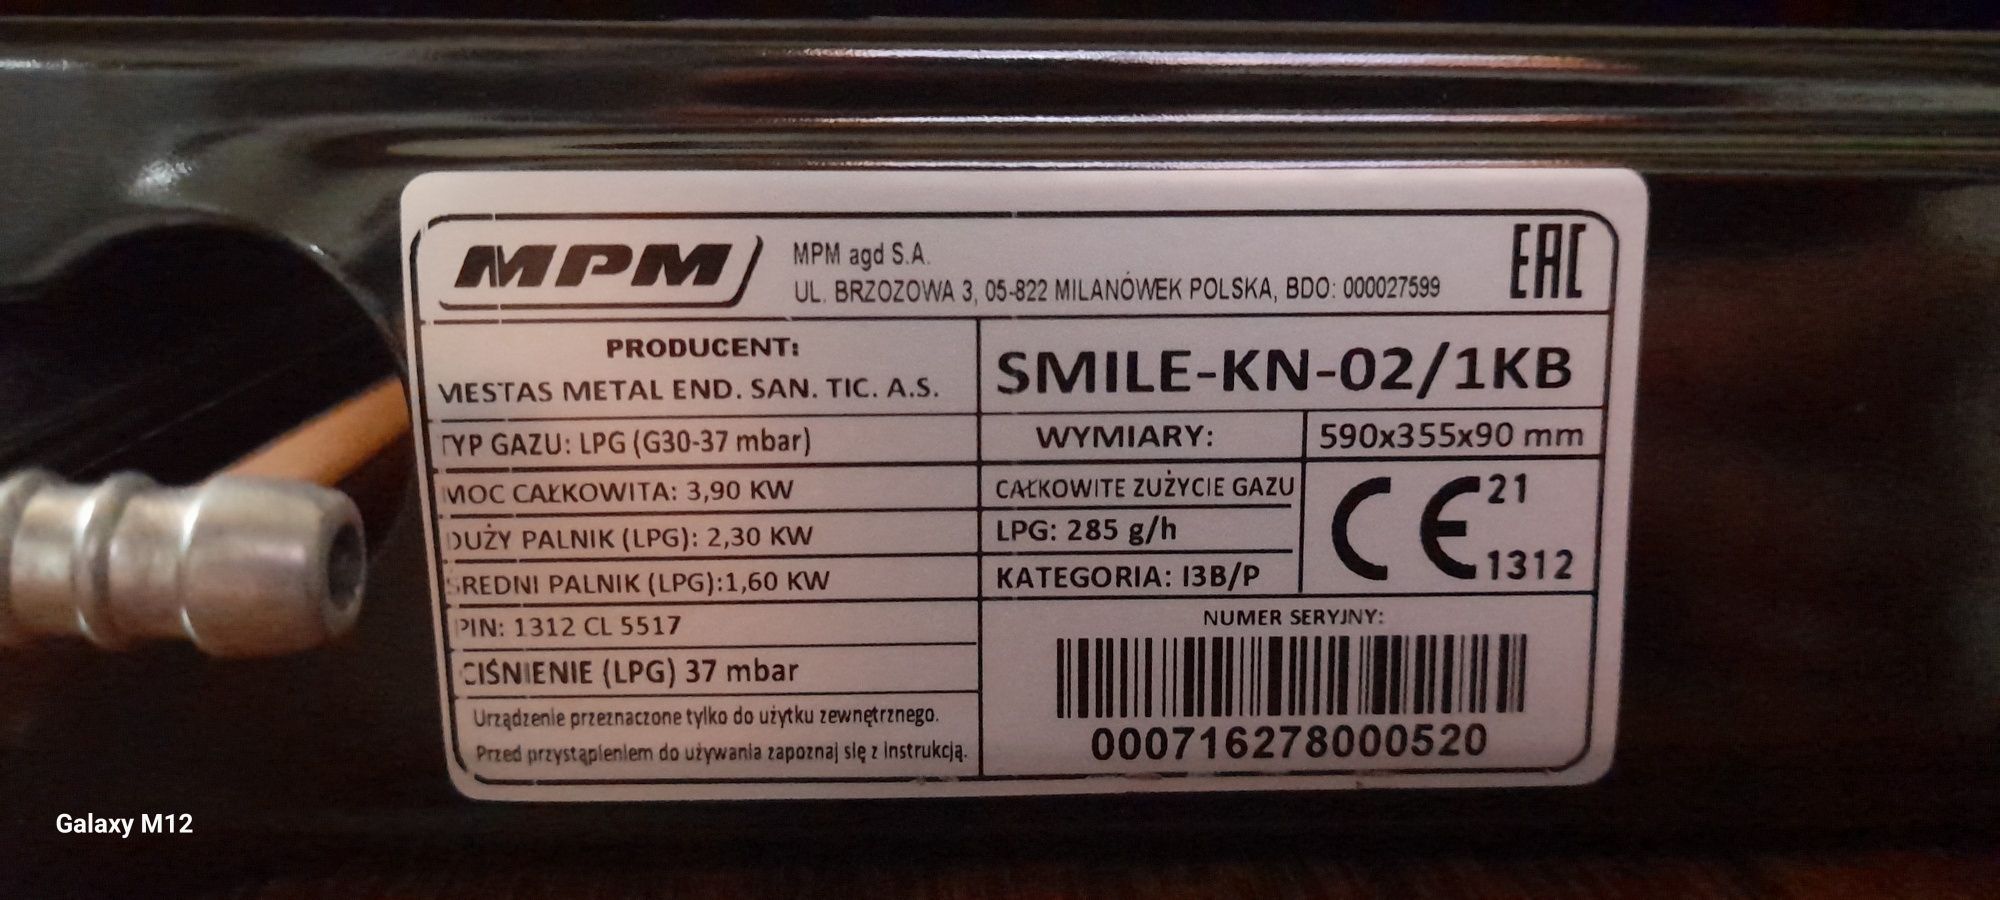 MPM
MPM agd S.A.
UL. BRZOZOWA 3, 05-822 MILANÓWEK POLSKA, BDO: 000027599
EAC
PRODUCENT:
VIESTAS METAL END. SAN. TIC. A.S.
SMILE-KN-02/1KB
TYP GAZU: LPG (G30-37 mbar)
WYMIARY:
590x355x90 mm
MOC CAŁKOWITA: 3,90 KW
CAŁKOWITE ZUŻYCIE GAZU
CE 21
1312
DUŻY PALNIK (LPG): 2,30 KW
LPG: 285 g/h
ŚREDNI PALNIK (LPG):1,60 KW
KATEGORIA: I3B/P
PIN: 1312 CL 5517
NUMER SERYJNY:
CIŚNIENIE (LPG) 37 mbar
Urządzenie przeznaczone tylko do użytku zewnętrznego.
Przed przystąpieniem do używania zapoznaj się z instrukcją.
000716278000520
Galaxy M12